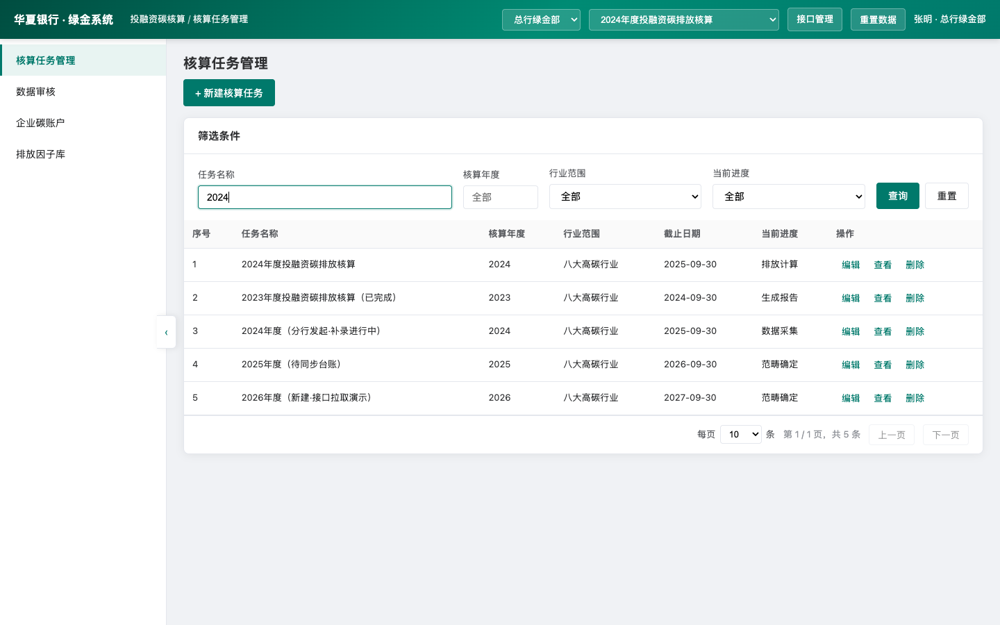 华夏银行 · 绿金系统
投融资碳核算 / 核算任务管理
总行绿金部
2024年度投融资碳排放核算
接口管理
重置数据
张明 · 总行绿金部
核算任务管理
数据审核
企业碳账户
排放因子库
‹
核算任务管理
+ 新建核算任务
筛选条件
任务名称 核算年度 行业范围 当前进度
2024 全部 全部 全部 查询 重置
序号 任务名称 核算年度 行业范围 截止日期 当前进度 操作
1 2024年度投融资碳排放核算 2024 八大高碳行业 2025-09-30 排放计算 编辑 查看 删除
2 2023年度投融资碳排放核算（已完成） 2023 八大高碳行业 2024-09-30 生成报告 编辑 查看 删除
3 2024年度（分行发起·补录进行中） 2024 八大高碳行业 2025-09-30 数据采集 编辑 查看 删除
4 2025年度（待同步台账） 2025 八大高碳行业 2026-09-30 范畴确定 编辑 查看 删除
5 2026年度（新建·接口拉取演示） 2026 八大高碳行业 2027-09-30 范畴确定 编辑 查看 删除
每页 10 条 第 1 / 1 页，共 5 条 上一页 下一页